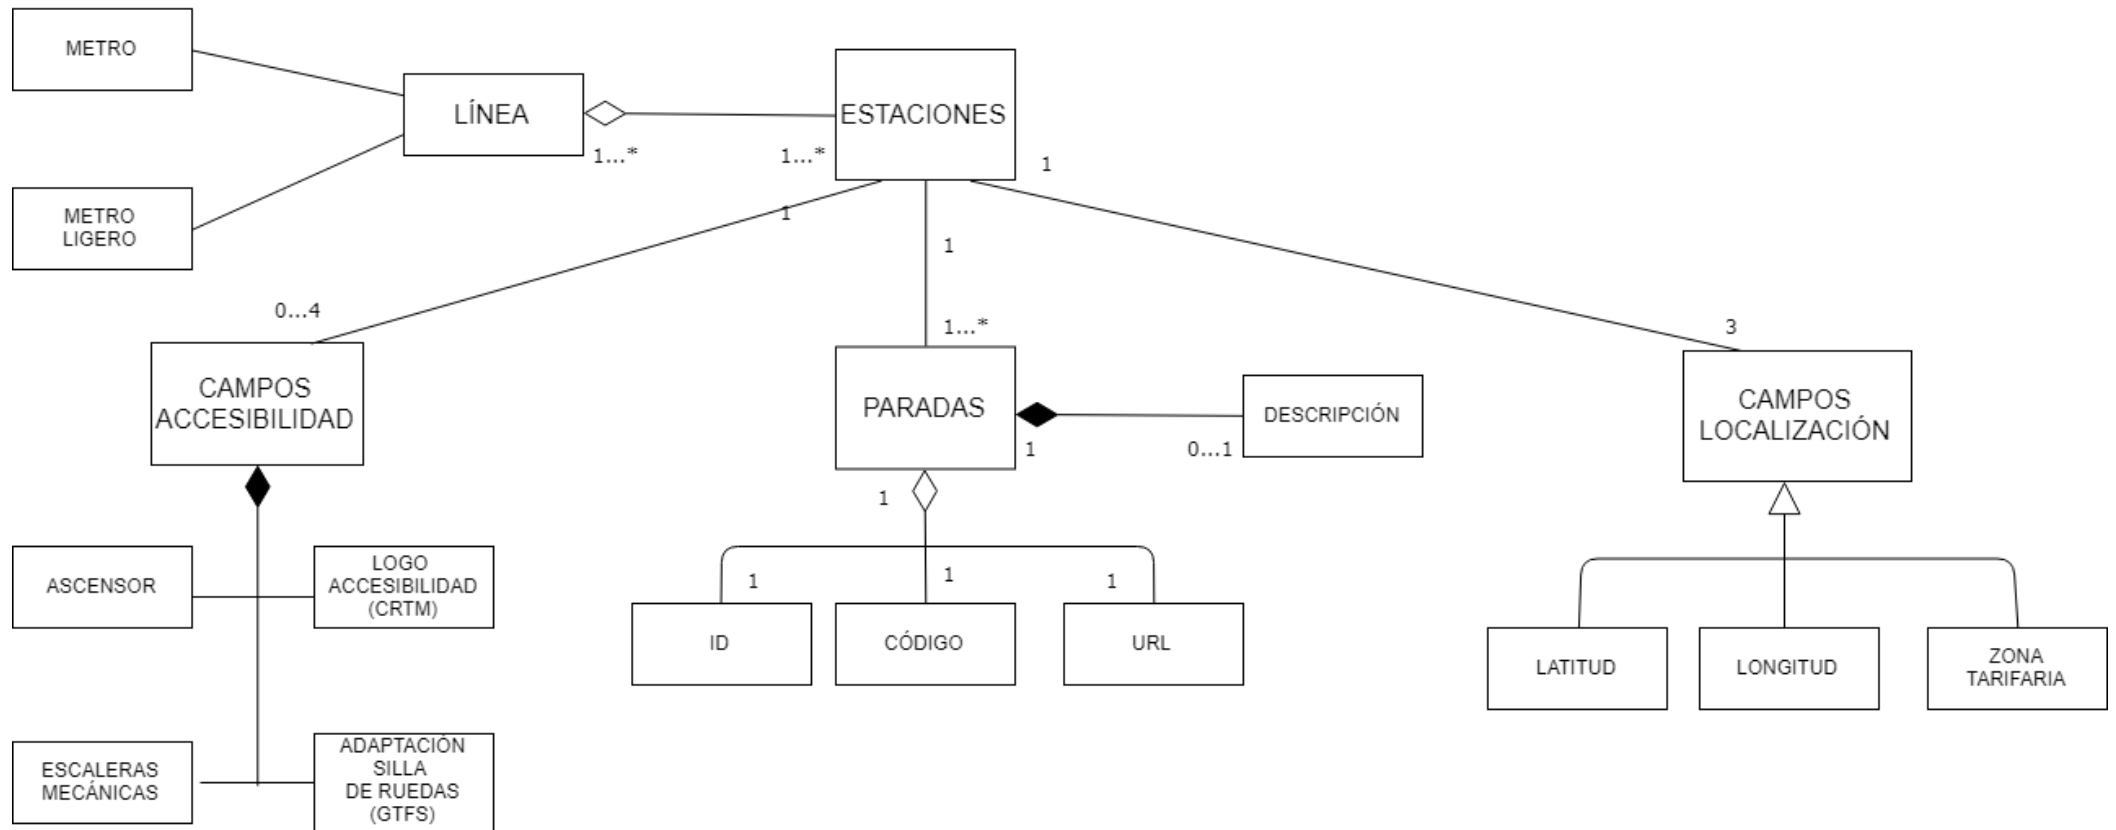 METRO
LÍNEA
ESTACIONES
1...*
1...*
1
METRO
LIGERO
1
1
0...4
1...*
3
CAMPOS
ACCESIBILIDAD
PARADAS
1
0...1
DESCRIPCIÓN
CAMPOS
LOCALIZACIÓN
1
ASCENSOR
LOGO
ACCESIBILIDAD
(CRTM)
1
1
1
ID
CÓDIGO
URL
LATITUD
LONGITUD
ZONA
TARIFARIA
ESCALERAS
MECÁNICAS
ADAPTACIÓN
SILLA
DE RUEDAS
(GTFS)